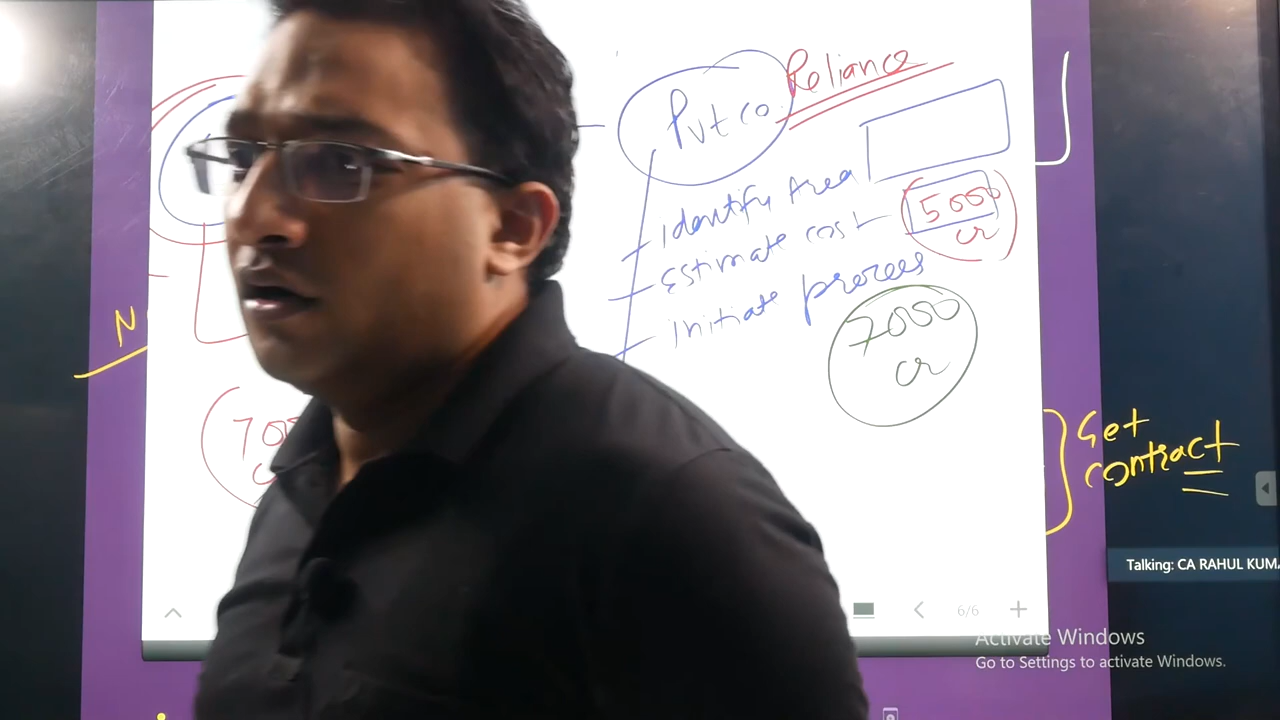 Reliance
Pvt co.
identify Area
Estimate cost 5000
cr
initiate process
7000
cr
N
Get
contract
Talking: CA RAHUL KUM
6/6
Activate Windows
Go to Settings to activate Windows.